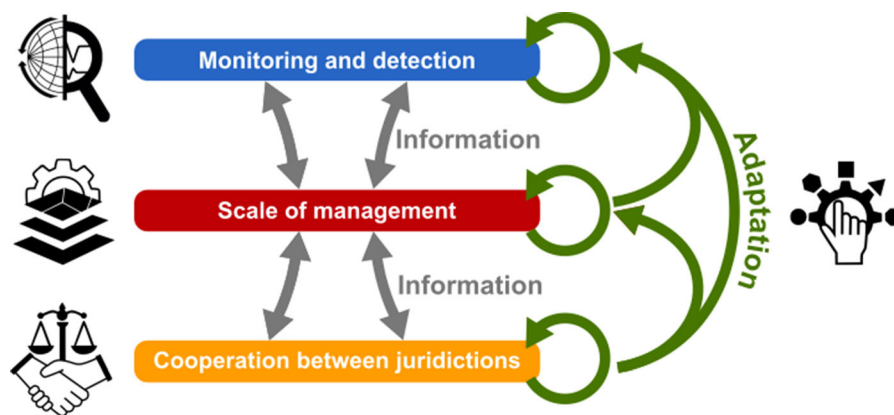 Monitoring and detection
Information
Scale of management
Information
Cooperation between juridictions
Adaptation